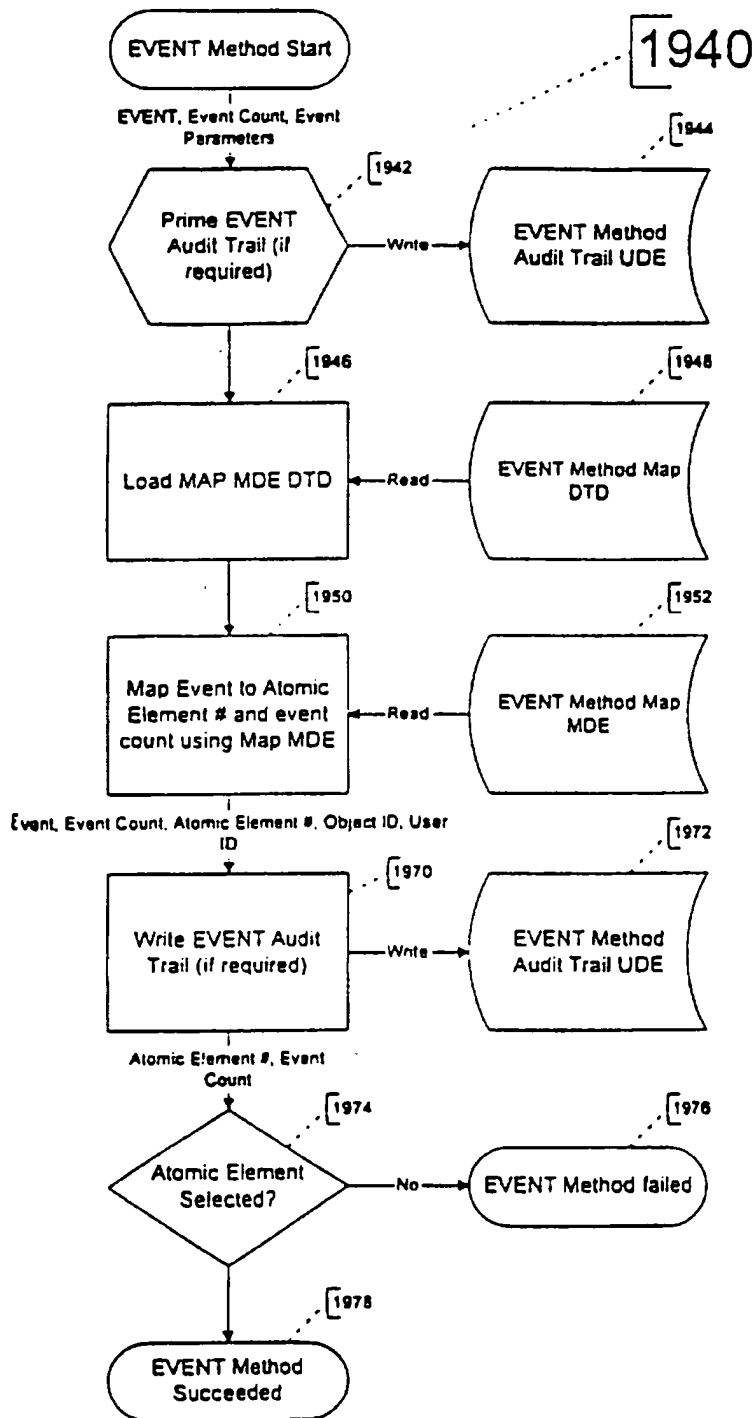 EVENT Method Start
1940
EVENT, Event Count, Event
Parameters
1942
1944
Prime EVENT
Audit Trail (if
required)
Write
EVENT Method
Audit Trail UDE
1946
1948
Load MAP MDE DTD
Read
EVENT Method Map
DTD
1950
1952
Map Event to Atomic
Element # and event
count using Map MDE
Read
EVENT Method Map
MDE
Event, Event Count, Atomic Element #, Object ID, User
ID
1970
1972
Write EVENT Audit
Trail (if required)
Write
EVENT Method
Audit Trail UDE
Atomic Element #, Event
Count
1974
1976
Atomic Element
Selected?
No
EVENT Method failed
1978
EVENT Method
Succeeded